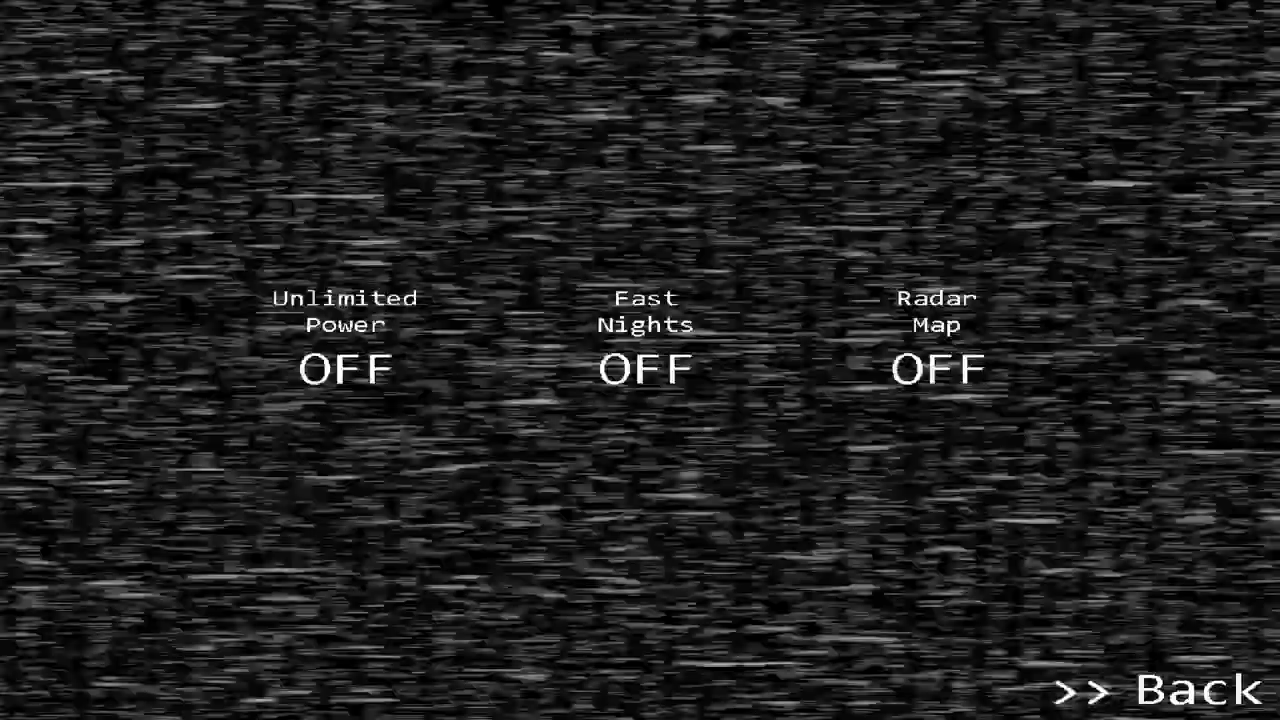 Unlimited
Power
OFF
Fast
Nights
OFF
Radar
Map
OFF
>> Back